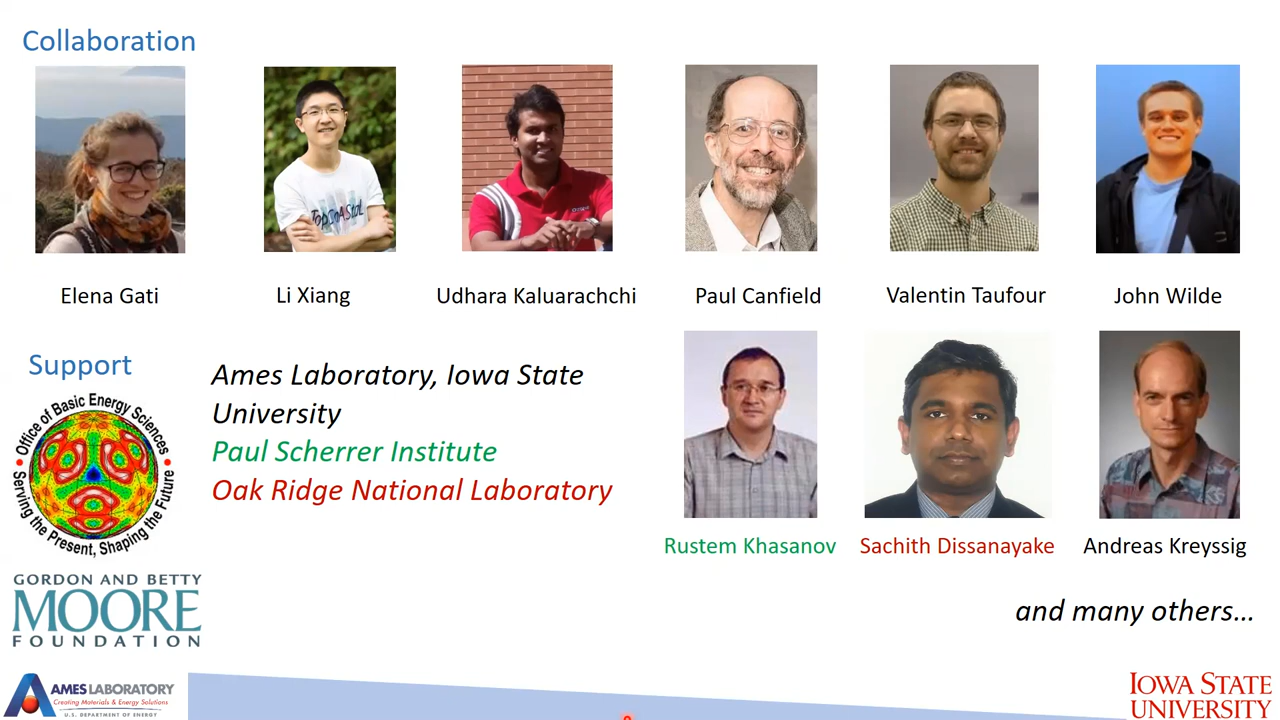 Collaboration
Elena Gati
Li Xiang
Udhara Kaluarachchi
Paul Canfield
Valentin Taufour
John Wilde
Support
Office of Basic Energy Sciences
Serving the Present, Shaping the Future
Ames Laboratory, Iowa State
University
Paul Scherrer Institute
Oak Ridge National Laboratory
Rustem Khasanov
Sachith Dissanayake
Andreas Kreyssig
and many others...
GORDON AND BETTY
MOORE
FOUNDATION
AMES LABORATORY
Creating Materials & Energy Solutions
U.S. DEPARTMENT OF ENERGY
IOWA STATE
UNIVERSITY